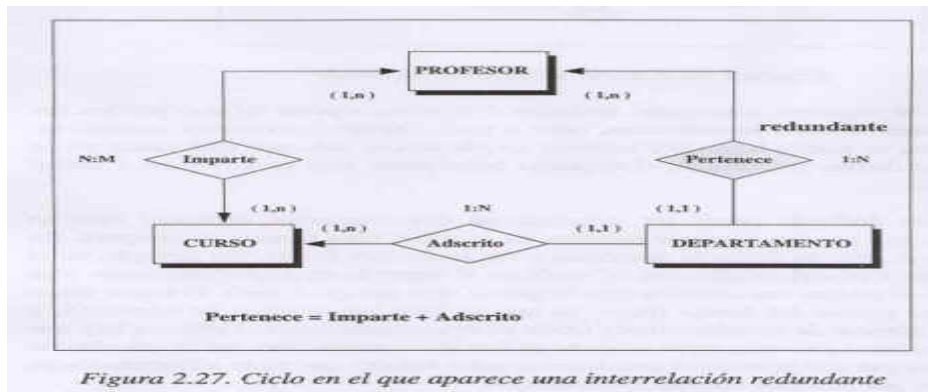 PROFESOR
(1,n)
(1,n)
redundante
N:M
Imparte
Pertenece
1:N
(1,n)
(1,n)
1:N
(1,1)
(1,1)
CURSO
Adscrito
DEPARTAMENTO
Pertenece = Imparte + Adscrito
Figura 2.27. Ciclo en el que aparece una interrelación redundante